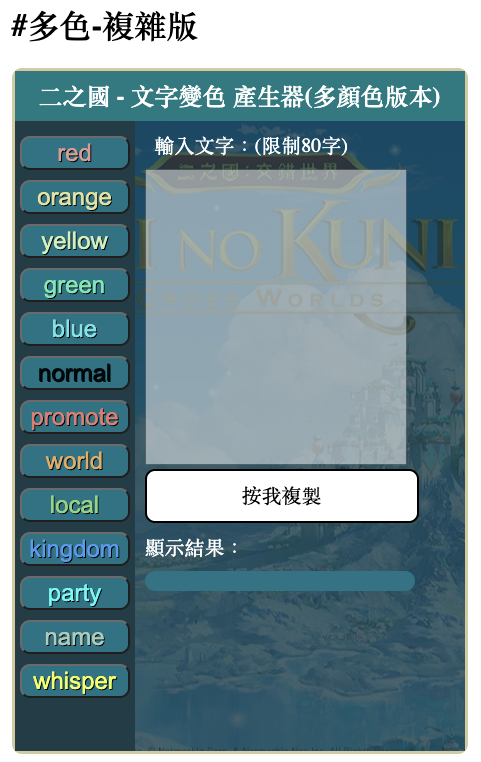 #多色-複雜版
二之國 - 文字變色 產生器(多顏色版本)
red
orange
yellow
green
blue
normal
promote
world
local
kingdom
party
name
whisper
輸入文字：(限制80字)
二之國：交錯世界
NI NO KUNI
CROSS WORLDS
按我複製
顯示結果：